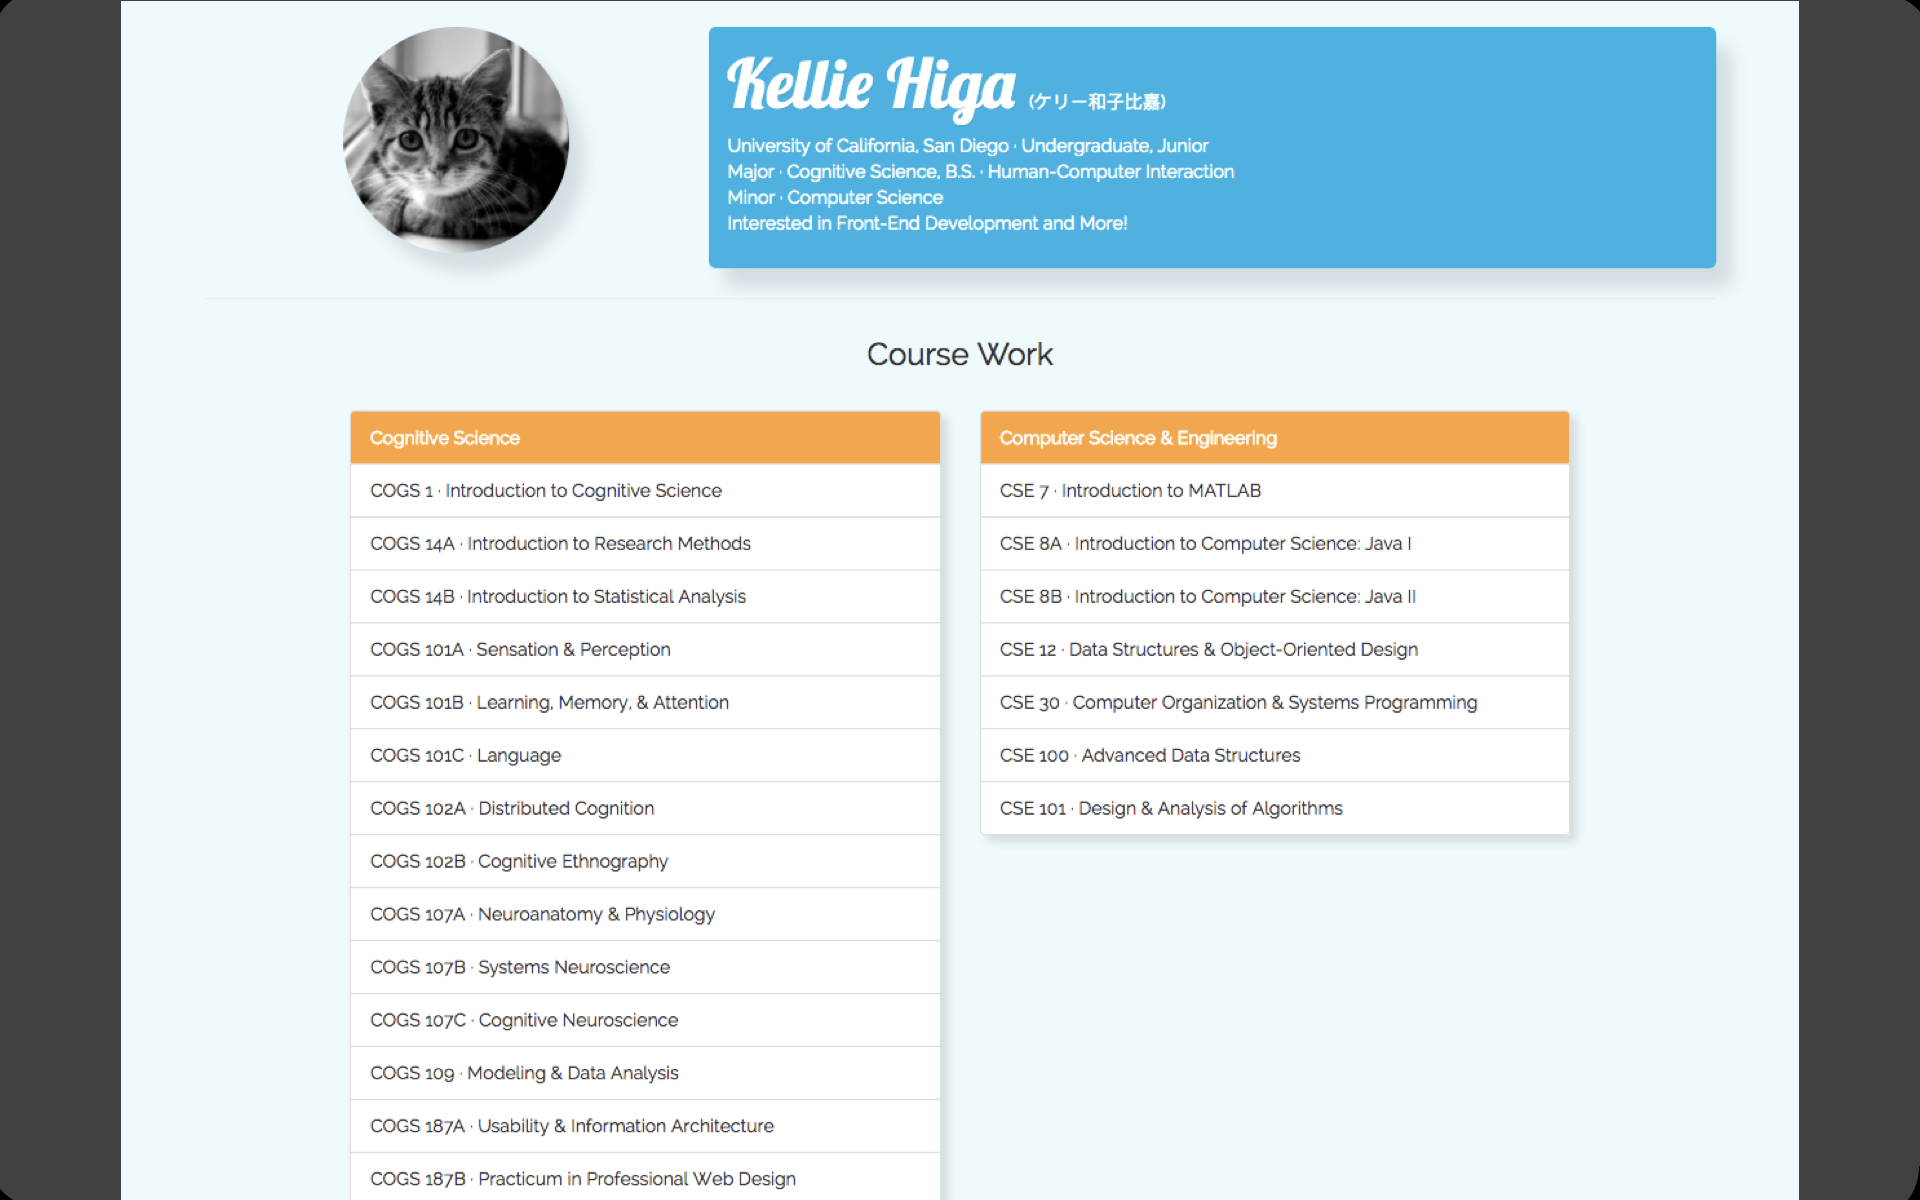 Kellie Higa (ケリー和子比嘉)
University of California, San Diego · Undergraduate, Junior
Major · Cognitive Science, B.S. · Human-Computer Interaction
Minor · Computer Science
Interested in Front-End Development and More!
Course Work
Cognitive Science
COGS 1 · Introduction to Cognitive Science
COGS 14A · Introduction to Research Methods
COGS 14B · Introduction to Statistical Analysis
COGS 101A · Sensation & Perception
COGS 101B · Learning, Memory, & Attention
COGS 101C · Language
COGS 102A · Distributed Cognition
COGS 102B · Cognitive Ethnography
COGS 107A · Neuroanatomy & Physiology
COGS 107B · Systems Neuroscience
COGS 107C · Cognitive Neuroscience
COGS 109 · Modeling & Data Analysis
COGS 187A · Usability & Information Architecture
COGS 187B · Practicum in Professional Web Design
Computer Science & Engineering
CSE 7 · Introduction to MATLAB
CSE 8A · Introduction to Computer Science: Java I
CSE 8B · Introduction to Computer Science: Java II
CSE 12 · Data Structures & Object-Oriented Design
CSE 30 · Computer Organization & Systems Programming
CSE 100 · Advanced Data Structures
CSE 101 · Design & Analysis of Algorithms